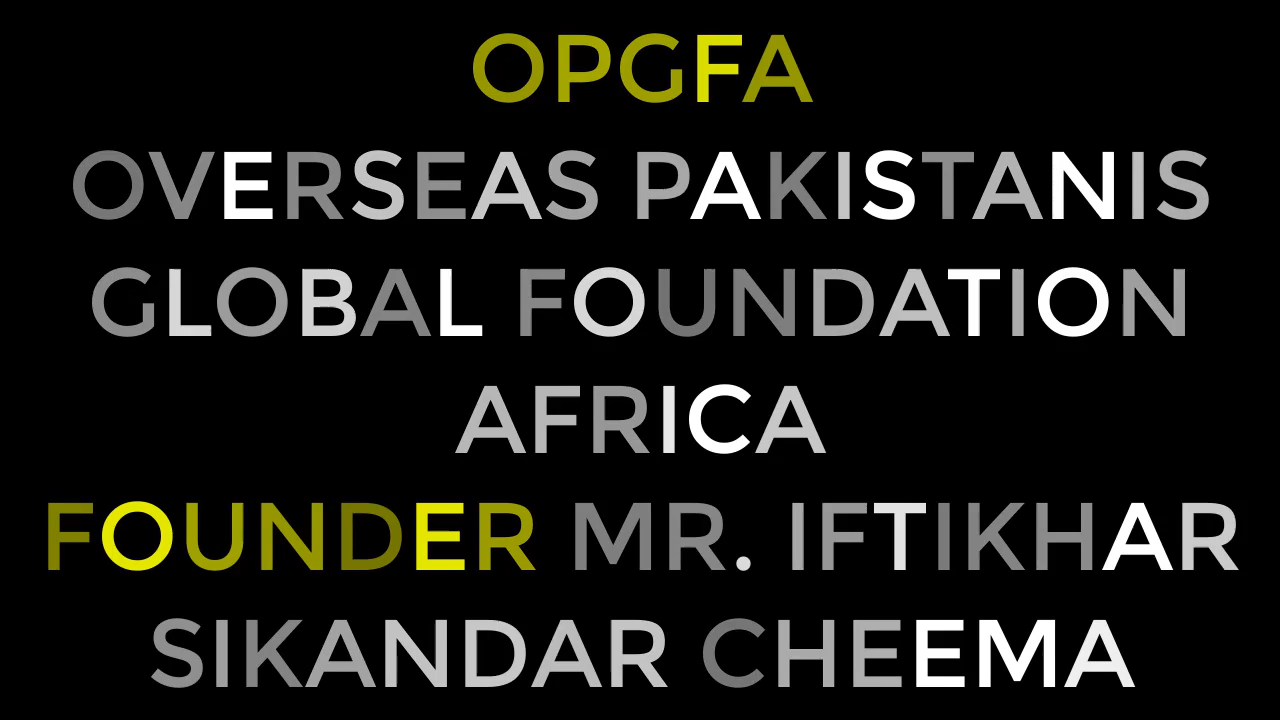 OPGFA
OVERSEAS PAKISTANIS
GLOBAL FOUNDATION
AFRICA
FOUNDER MR. IFTIKHAR
SIKANDAR CHEEMA